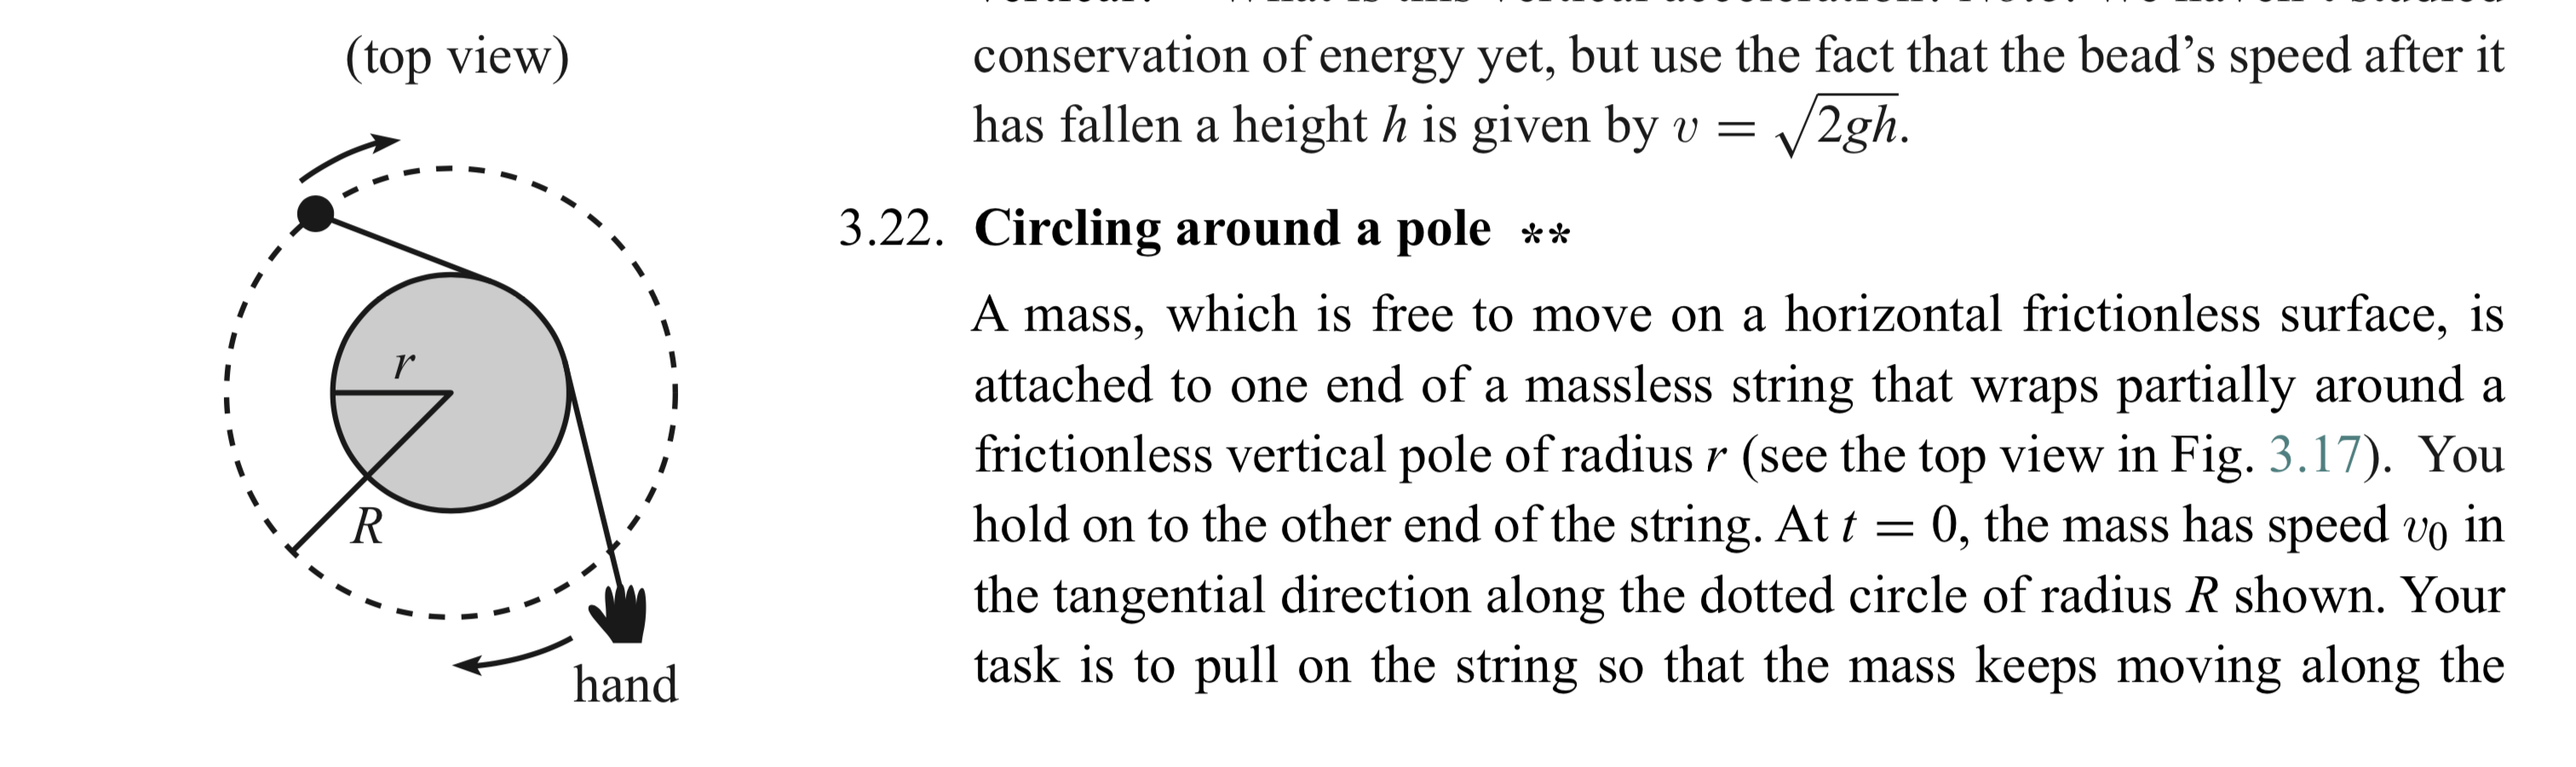 (top view)
r
R
hand
conservation of energy yet, but use the fact that the bead's speed after it
has fallen a height h is given by v = √2gh.
3.22. Circling around a pole **
A mass, which is free to move on a horizontal frictionless surface, is
attached to one end of a massless string that wraps partially around a
frictionless vertical pole of radius r (see the top view in Fig. 3.17). You
hold on to the other end of the string. At t = 0, the mass has speed v₀ in
the tangential direction along the dotted circle of radius R shown. Your
task is to pull on the string so that the mass keeps moving along the